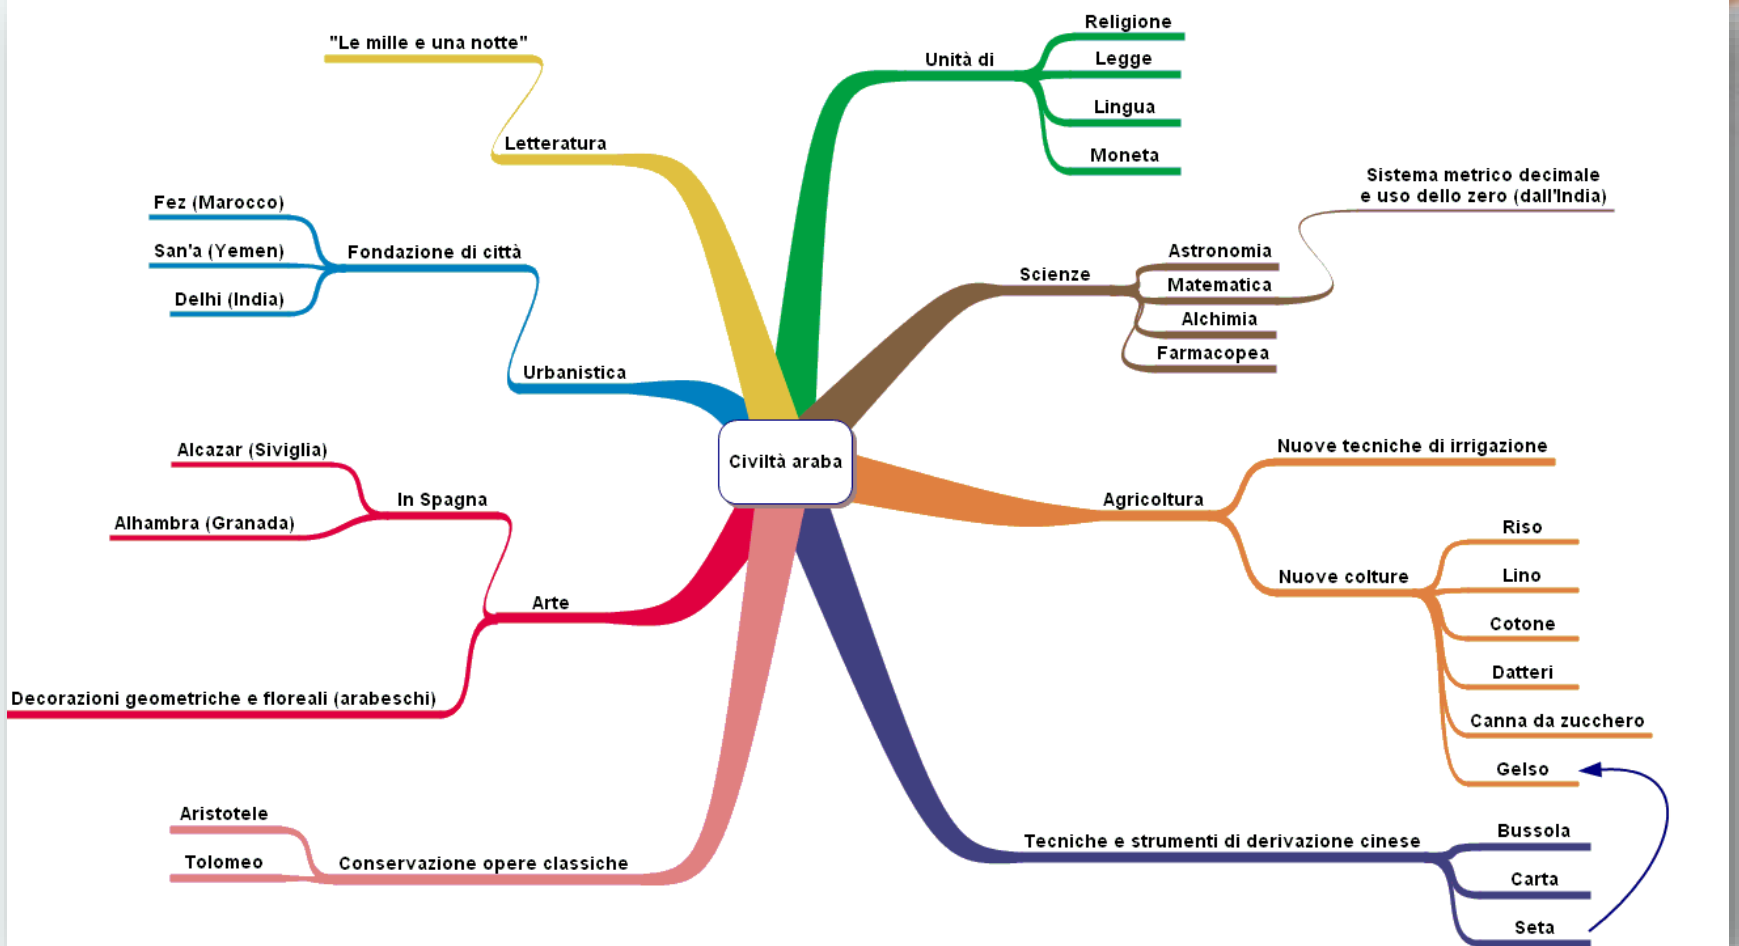 "Le mille e una notte"
Letteratura
Fez (Marocco)
San'a (Yemen)
Delhi (India)
Fondazione di città
Urbanistica
Alcazar (Siviglia)
Alhambra (Granada)
In Spagna
Arte
Decorazioni geometriche e floreali (arabeschi)
Aristotele
Tolomeo
Conservazione opere classiche
Civiltà araba
Unità di
Religione
Legge
Lingua
Moneta
Scienze
Astronomia
Matematica
Alchimia
Farmacopea
Sistema metrico decimale
e uso dello zero (dall'India)
Agricoltura
Nuove tecniche di irrigazione
Nuove colture
Riso
Lino
Cotone
Datteri
Canna da zucchero
Gelso
Tecniche e strumenti di derivazione cinese
Bussola
Carta
Seta